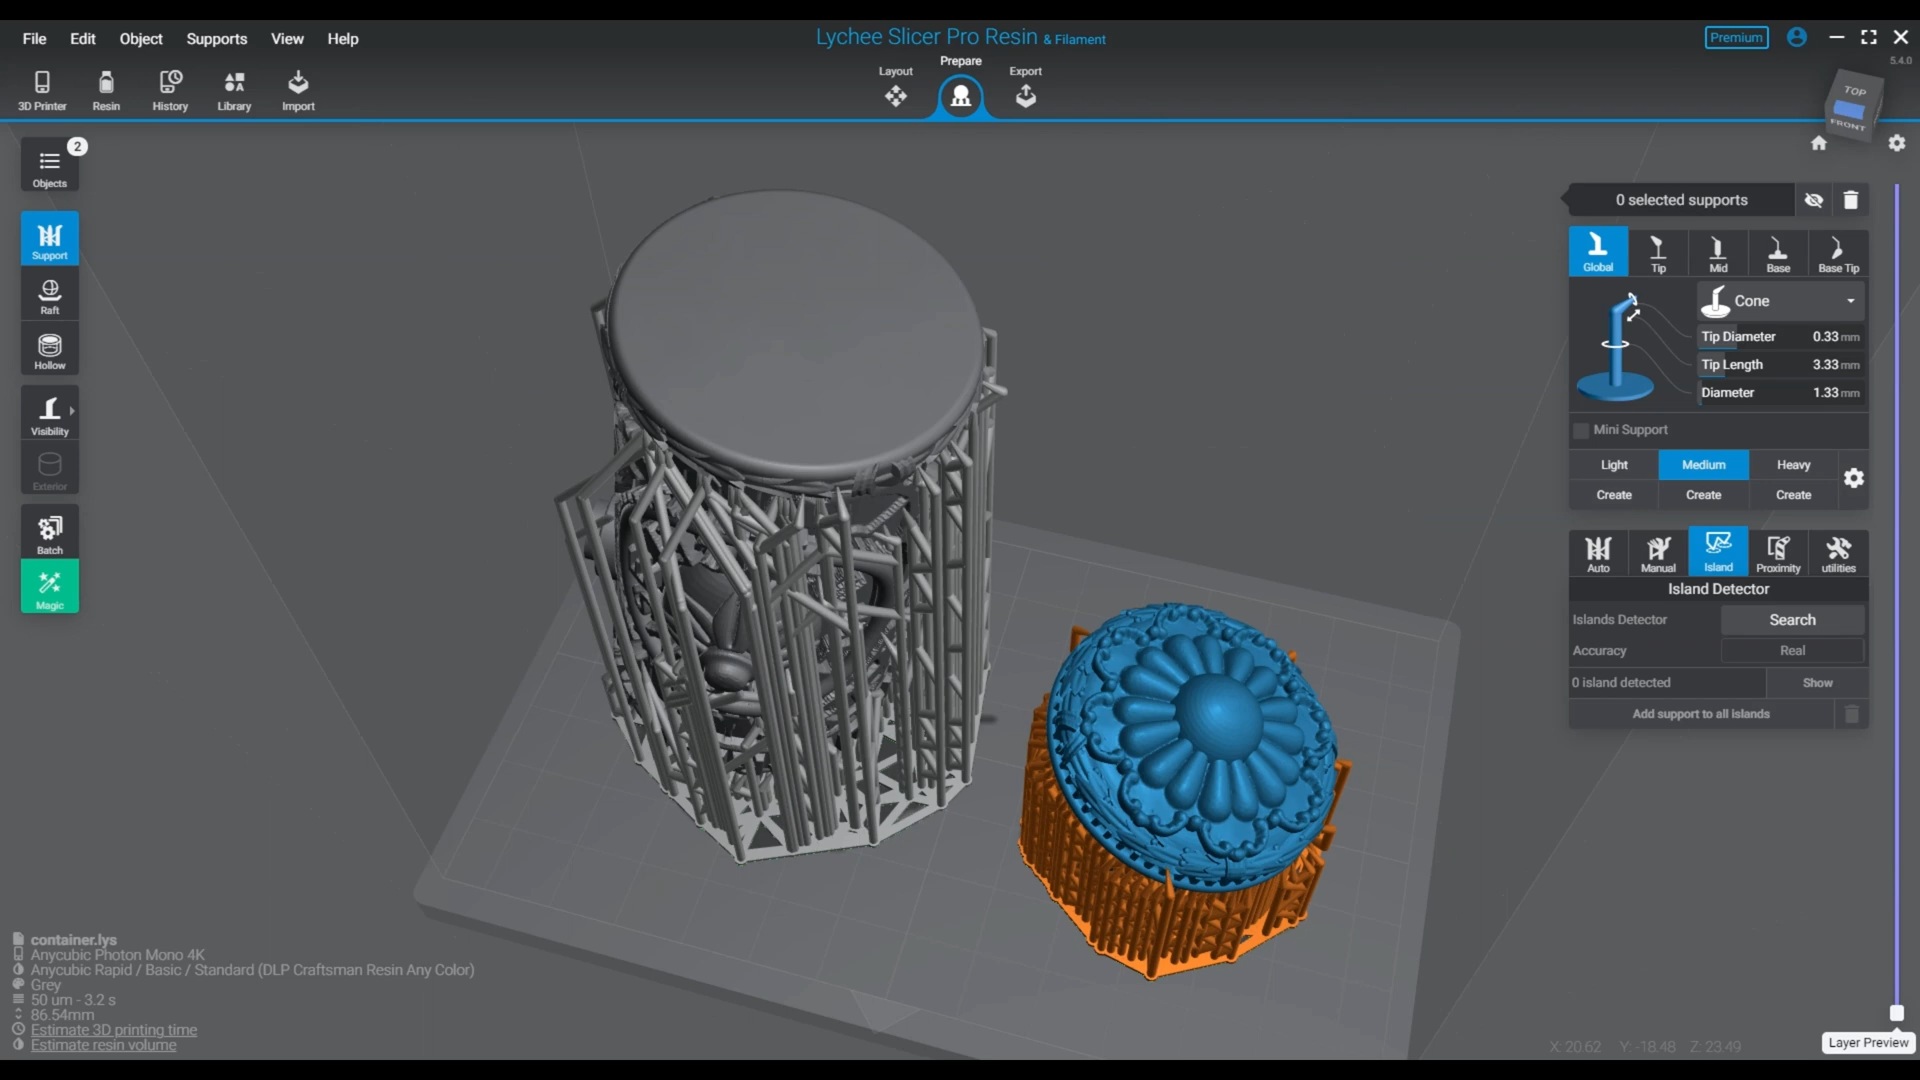 File Edit Object Supports View Help
Lychee Slicer Pro Resin & Filament
Premium
5.4.0
3D Printer Resin History Library Import
Layout Prepare Export
TOP
FRONT
Objects
2
Support
Raft
Hollow
Visibility
Exterior
Batch
Magic
0 selected supports
Global Tip Mid Base Base Tip
Cone
Tip Diameter 0.33 mm
Tip Length 3.33 mm
Diameter 1.33 mm
Mini Support
Light Medium Heavy
Create Create Create
Auto Manual Island Proximity utilities
Island Detector
Islands Detector Search
Accuracy Real
0 island detected Show
Add support to all islands
container.lys
Anycubic Photon Mono 4K
Anycubic Rapid / Basic / Standard (DLP Craftsman Resin Any Color)
Grey
50 um - 3.2 s
86.54mm
Estimate 3D printing time
Estimate resin volume
X: 20.62 Y: -18.48 Z: 23.49
Layer Preview